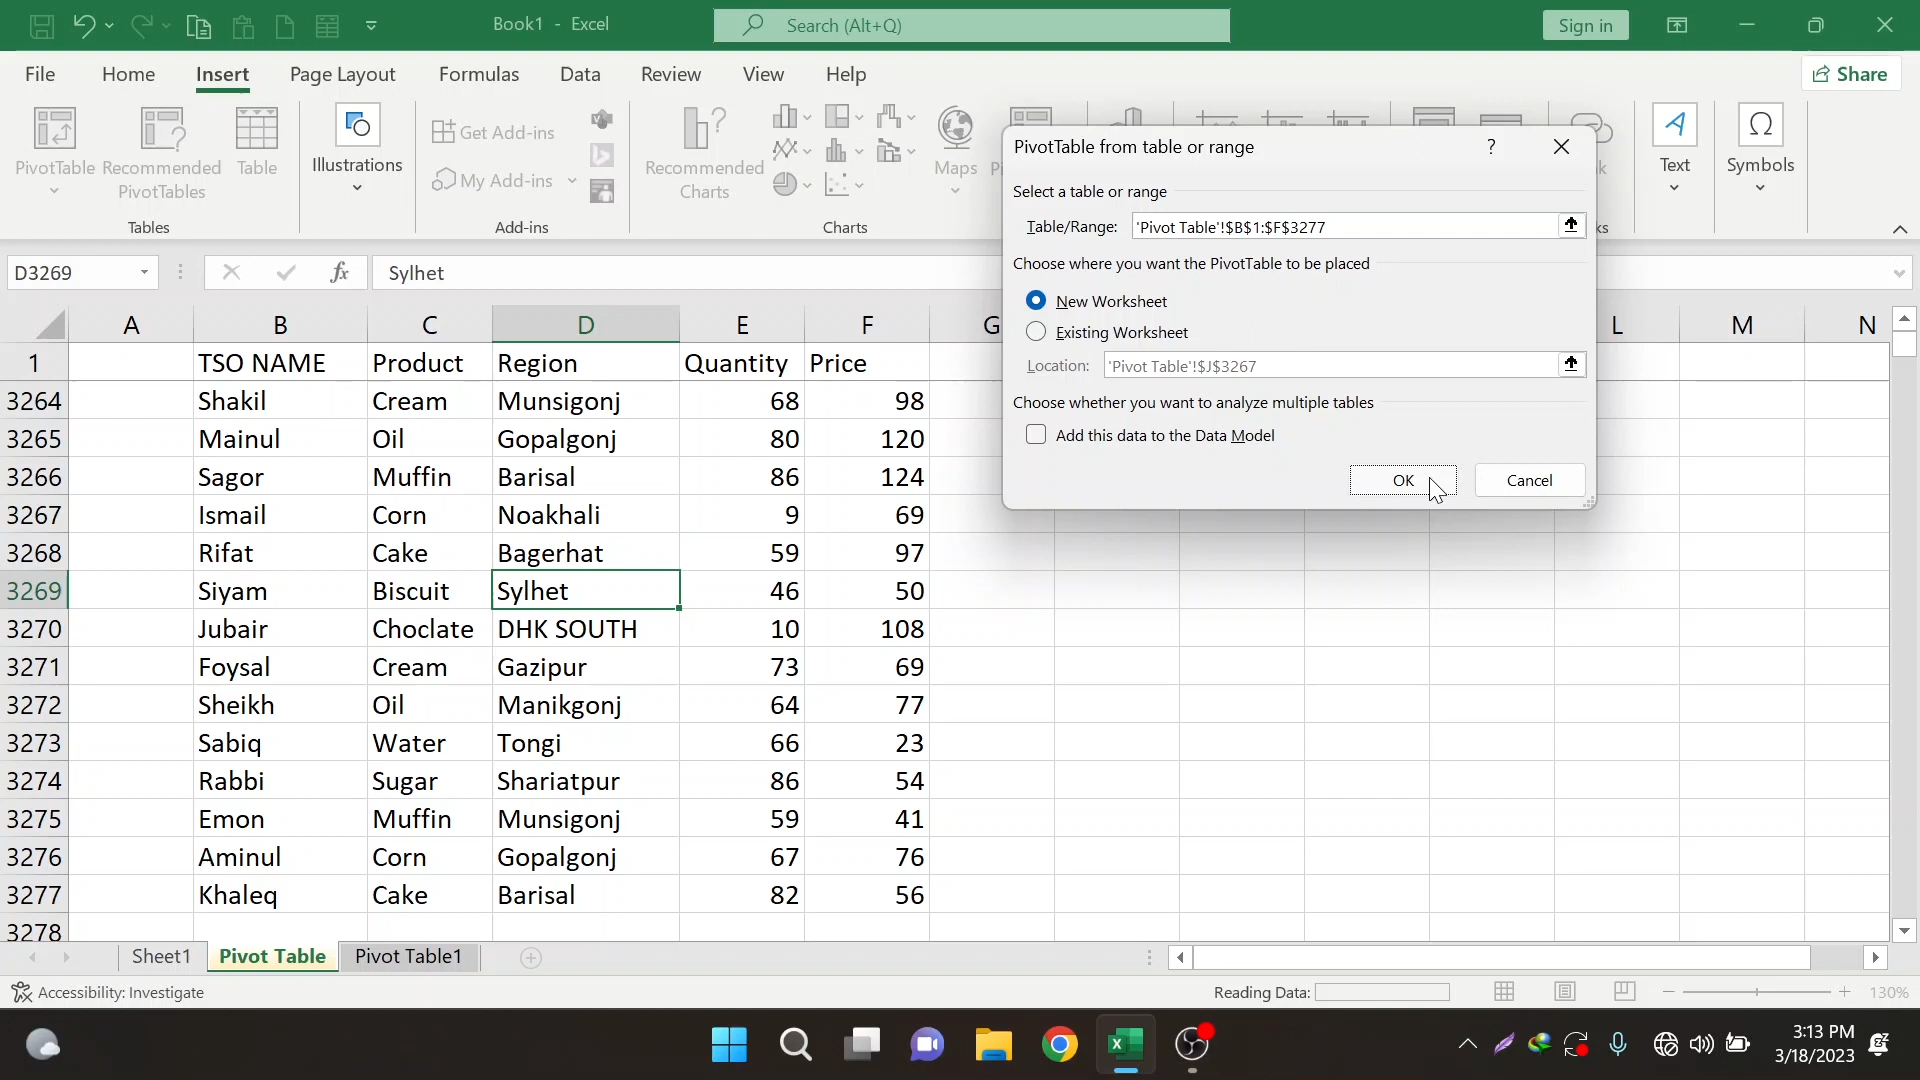 Book1 - Excel
Search (Alt+Q)
Sign in
File Home Insert Page Layout Formulas Data Review View Help
Share
PivotTable
Recommended PivotTables
Table
Tables
Illustrations
Get Add-ins
My Add-ins
Add-ins
Recommended Charts
Charts
Maps
Text
Symbols
PivotTable from table or range
?
Select a table or range
Table/Range: 'Pivot Table'!$B$1:$F$3277
Choose where you want the PivotTable to be placed
New Worksheet
Existing Worksheet
Location: 'Pivot Table'!$J$3267
Choose whether you want to analyze multiple tables
Add this data to the Data Model
OK Cancel
D3269 fx Sylhet
A B C D E F G L M N
1 TSO NAME Product Region Quantity Price
3264 Shakil Cream Munsigonj 68 98
3265 Mainul Oil Gopalgonj 80 120
3266 Sagor Muffin Barisal 86 124
3267 Ismail Corn Noakhali 9 69
3268 Rifat Cake Bagerhat 59 97
3269 Siyam Biscuit Sylhet 46 50
3270 Jubair Choclate DHK SOUTH 10 108
3271 Foysal Cream Gazipur 73 69
3272 Sheikh Oil Manikgonj 64 77
3273 Sabiq Water Tongi 66 23
3274 Rabbi Sugar Shariatpur 86 54
3275 Emon Muffin Munsigonj 59 41
3276 Aminul Corn Gopalgonj 67 76
3277 Khaleq Cake Barisal 82 56
3278
Sheet1 Pivot Table Pivot Table1
Accessibility: Investigate
Reading Data:
130%
3:13 PM
3/18/2023